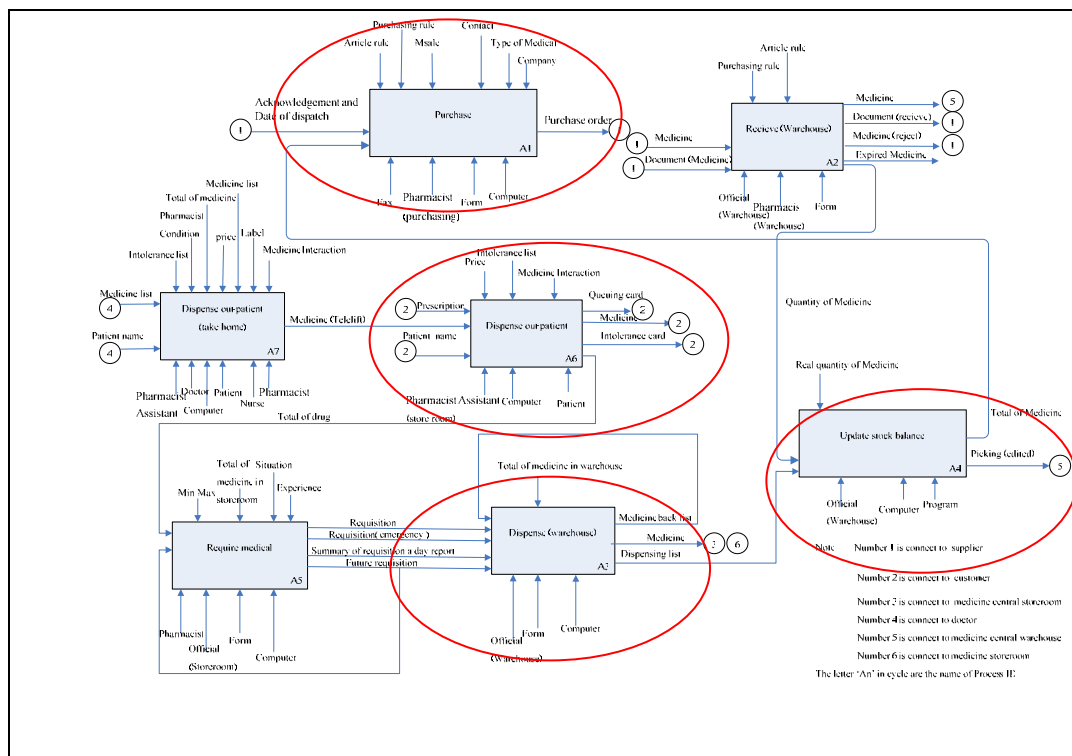 Purchasing rule
Contact
Article rule
Msale
Type of Medical
Company
Acknowledgement and
Date of dispatch
1
Purchase
A1
Purchase order
Fax
Pharmacist
(purchasing)
Form
Computer
Article rule
Purchasing rule
1
Medicine
1
Document (Medicine)
Recieve (Warehouse)
A2
Medicine
5
Document (recieve)
1
Medicine (reject)
1
Expired Medicine
Official
(Warehouse)
Pharmacis
(Warehouse)
Form
Medicine list
Total of medicine
Pharmacist
Condition
price
Label
Intolerance list
Medicine Interaction
Medicine list
4
Patient name
4
Dispense out-patient
(take home)
A7
Medicine (Telelift)
Pharmacist
Assistant
Doctor
Computer
Patient
Nurse
Pharmacist
Total of drug
Intolerance list
Price
Medicine Interaction
2
Prescription
2
Patient name
Dispense out-patient
A6
Queuing card
2
Medicine
2
Intolerance card
2
Pharmacist
(store room)
Assistant
Computer
Patient
Quantity of Medicine
Real quantity of Medicine
Update stock balance
A4
Total of Medicine
Picking (edited)
5
Official
(Warehouse)
Computer
Program
Min Max
Total of
medicine in
storeroom
Situation
Experience
Require medical
A5
Requisition
Requisition( emergency )
Summary of requisition a day report
Future requisition
Pharmacist
Official
(Storeroom)
Form
Computer
Total of medicine in warehouse
Dispense (warehouse)
A3
Medicine back list
Medicine
3
6
Dispensing list
Official
(Warehouse)
Form
Computer
Note Number 1 is connect to supplier
Number 2 is connect to customer
Number 3 is connect to medicine central storeroom
Number 4 is connect to doctor
Number 5 is connect to medicine central warehouse
Number 6 is connect to medicine storeroom
The letter ‘An’ in cycle are the name of Process ID